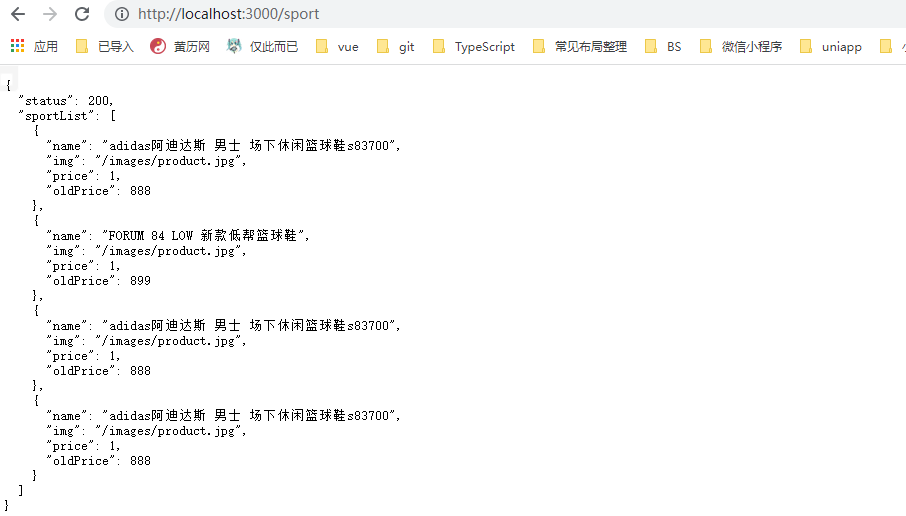 http://localhost:3000/sport
应用 已导入 黄历网 仅此而已 vue git TypeScript 常见布局整理 BS 微信小程序 uniapp
{
"status": 200,
"sportList": [
{
"name": "adidas阿迪达斯 男士 场下休闲篮球鞋s83700",
"img": "/images/product.jpg",
"price": 1,
"oldPrice": 888
},
{
"name": "FORUM 84 LOW 新款低帮篮球鞋",
"img": "/images/product.jpg",
"price": 1,
"oldPrice": 899
},
{
"name": "adidas阿迪达斯 男士 场下休闲篮球鞋s83700",
"img": "/images/product.jpg",
"price": 1,
"oldPrice": 888
},
{
"name": "adidas阿迪达斯 男士 场下休闲篮球鞋s83700",
"img": "/images/product.jpg",
"price": 1,
"oldPrice": 888
}
]
}